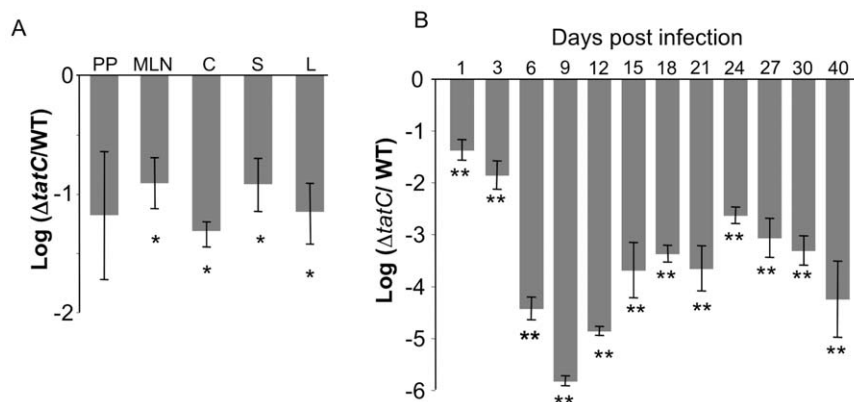 A
PP MLN C S L
0
-1
-2
Log (ΔtatC/WT)
* * * *
B
Days post infection
1 3 6 9 12 15 18 21 24 27 30 40
0
-1
-2
-3
-4
-5
-6
Log (ΔtatC/ WT)
** ** ** ** ** ** ** ** ** ** ** **